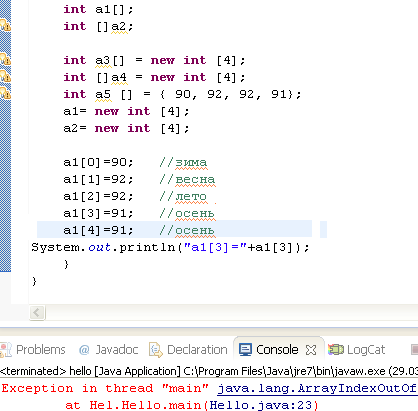 int a1[];
int []a2;
int a3[] = new int [4];
int []a4 = new int [4];
int a5 [] = { 90, 92, 92, 91};
a1= new int [4];
a2= new int [4];
a1[0]=90; //зима
a1[1]=92; //весна
a1[2]=92; //лето
a1[3]=91; //осень
a1[4]=91; //осень
System.out.println("a1[3]="+a1[3]);
}
}
Problems @ Javadoc Declaration Console LogCat
<terminated> hello [Java Application] C:\Program Files\Java\jre7\bin\javaw.exe (29.03
Exception in thread "main" java.lang.ArrayIndexOutOf
at Hel.Hello.main(Hello.java:23)